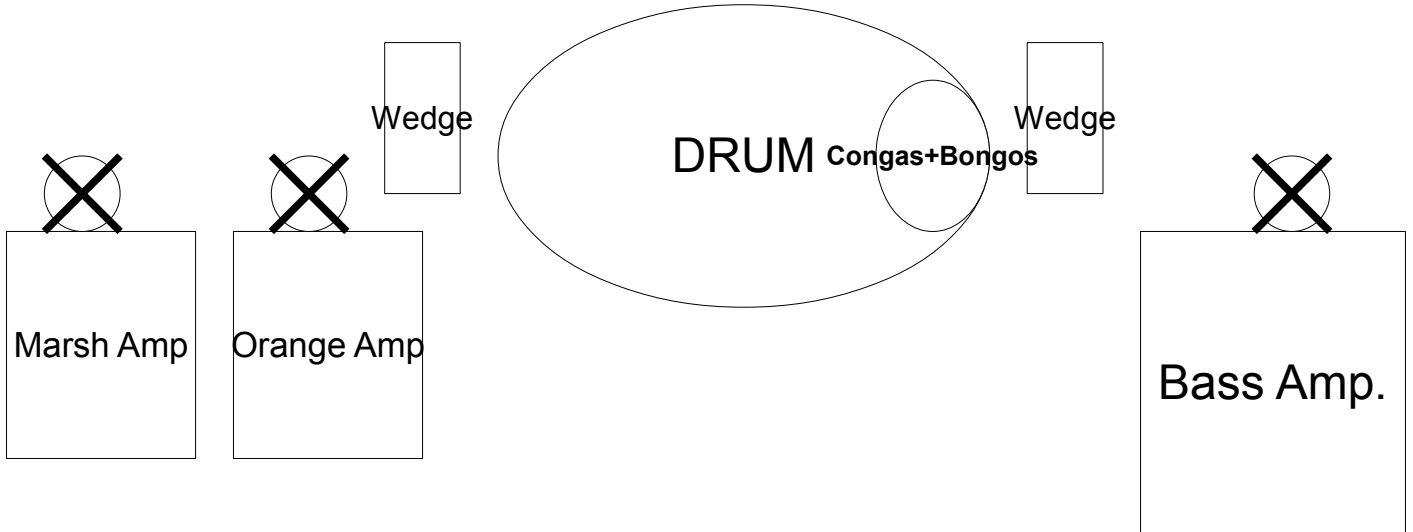 Wedge
Wedge
DRUM
Congas+Bongos
Marsh Amp
Orange Amp
Bass Amp.